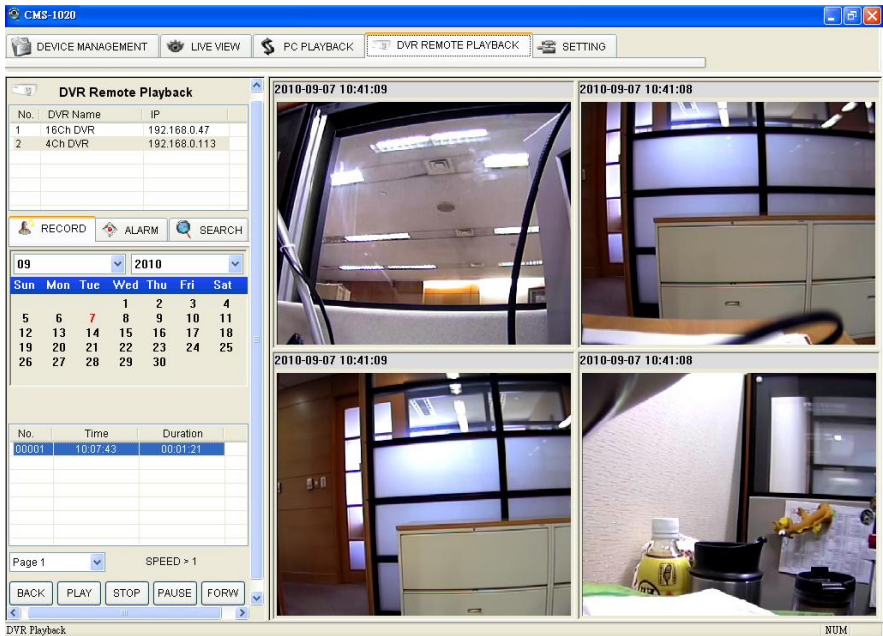 CMS-1020
DEVICE MANAGEMENT LIVE VIEW PC PLAYBACK DVR REMOTE PLAYBACK SETTING
DVR Remote Playback
No. DVR Name IP
1 16Ch DVR 192.168.0.47
2 4Ch DVR 192.168.0.113
RECORD ALARM SEARCH
09 2010
Sun Mon Tue Wed Thu Fri Sat
1 2 3 4
5 6 7 8 9 10 11
12 13 14 15 16 17 18
19 20 21 22 23 24 25
26 27 28 29 30
No. Time Duration
00001 10:07:43 00:01:21
Page 1 SPEED > 1
BACK PLAY STOP PAUSE FORW
2010-09-07 10:41:09
2010-09-07 10:41:08
2010-09-07 10:41:09
2010-09-07 10:41:08
DVR Playback NUM